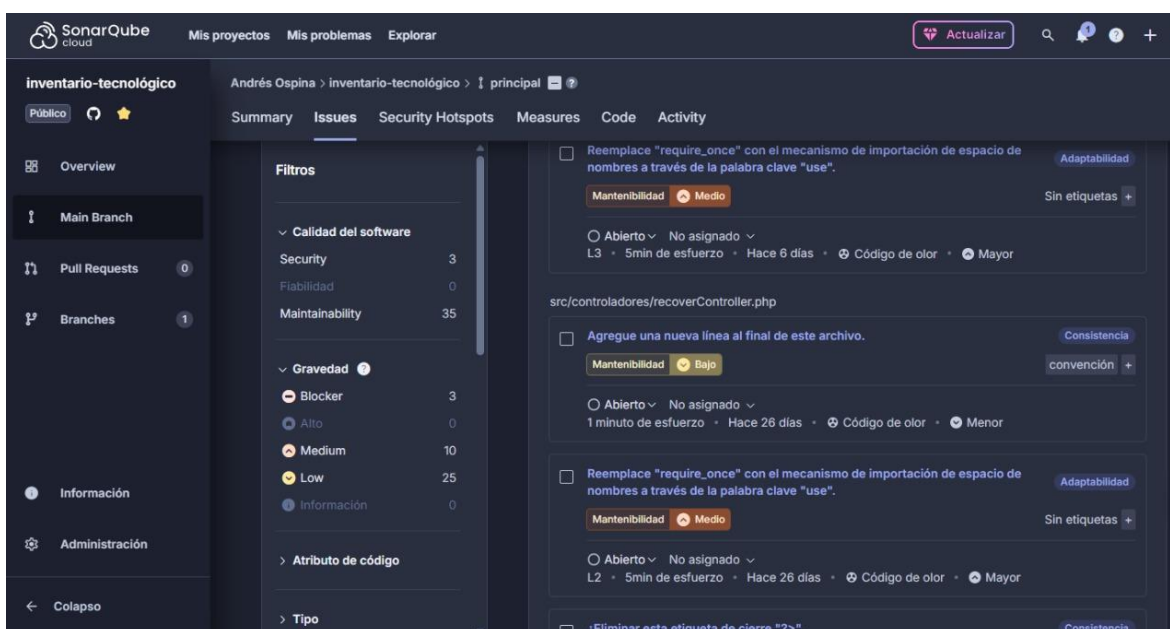 SonarQube cloud
Mis proyectos Mis problemas Explorar
Actualizar
1
?
+
inventario-tecnológico
Público
Overview
Main Branch
Pull Requests 0
Branches 1
Información
Administración
Colapso
Andrés Ospina > inventario-tecnológico > principal ?
Summary Issues Security Hotspots Measures Code Activity
Filtros
Calidad del software
Security 3
Fiabilidad 0
Maintainability 35
Gravedad ?
Blocker 3
Alto 0
Medium 10
Low 25
Información 0
Atributo de código
Tipo
Reemplace "require_once" con el mecanismo de importación de espacio de
nombres a través de la palabra clave "use".
Adaptabilidad
Mantenibilidad Medio
Sin etiquetas +
Abierto No asignado
L3 • 5min de esfuerzo • Hace 6 días • Código de olor • Mayor
src/controladores/recoverController.php
Agregue una nueva línea al final de este archivo.
Consistencia
Mantenibilidad Bajo
convención +
Abierto No asignado
1 minuto de esfuerzo • Hace 26 días • Código de olor • Menor
Reemplace "require_once" con el mecanismo de importación de espacio de
nombres a través de la palabra clave "use".
Adaptabilidad
Mantenibilidad Medio
Sin etiquetas +
Abierto No asignado
L2 • 5min de esfuerzo • Hace 26 días • Código de olor • Mayor
¡Eliminar esta etiqueta de cierre "?>".
Consistencia